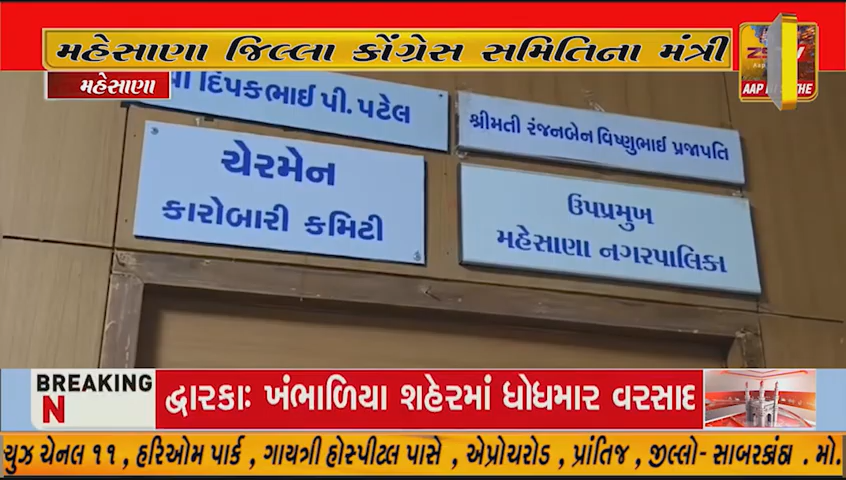 મહેસાણા જિલ્લા કોંગ્રેસ સમિતિના મંત્રી
મહેસાણા
દિપકભાઈ પી. પટેલ
ચેરમેન
કારોબારી કમિટી
શ્રીમતી રંજનબેન વિષ્ણુભાઈ પ્રજાપતિ
ઉપપ્રમુખ
મહેસાણા નગરપાલિકા
BREAKING
N
દ્વારકાઃ ખંભાળિયા શહેરમાં ધોધમાર વરસાદ
ચુઝ ચેનલ ૧૧ , હરિઓમ પાર્ક , ગાયત્રી હોસ્પીટલ પાસે , એપ્રોચરોડ , પ્રાંતિજ , જીલ્લો- સાબરકાંઠા . મો.